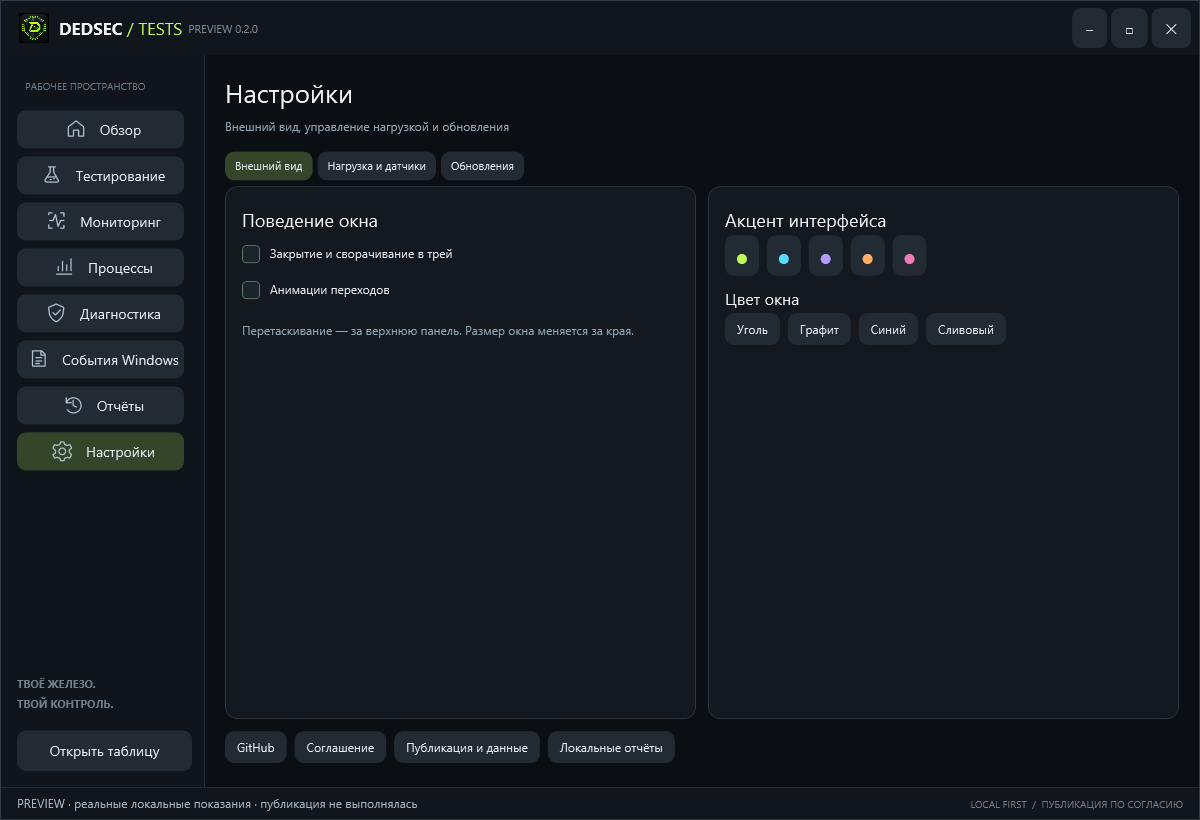 DEDSEC / TESTS PREVIEW 0.2.0
РАБОЧЕЕ ПРОСТРАНСТВО
Обзор
Тестирование
Мониторинг
Процессы
Диагностика
События Windows
Отчёты
Настройки
ТВОЁ ЖЕЛЕЗО.
ТВОЙ КОНТРОЛЬ.
Открыть таблицу
Настройки
Внешний вид, управление нагрузкой и обновления
Внешний вид Нагрузка и датчики Обновления
Поведение окна
Закрытие и сворачивание в трей
Анимации переходов
Перетаскивание — за верхнюю панель. Размер окна меняется за края.
Акцент интерфейса
Цвет окна
Уголь Графит Синий Сливовый
GitHub Соглашение Публикация и данные Локальные отчёты
PREVIEW · реальные локальные показания · публикация не выполнялась
LOCAL FIRST / ПУБЛИКАЦИЯ ПО СОГЛАСИЮ